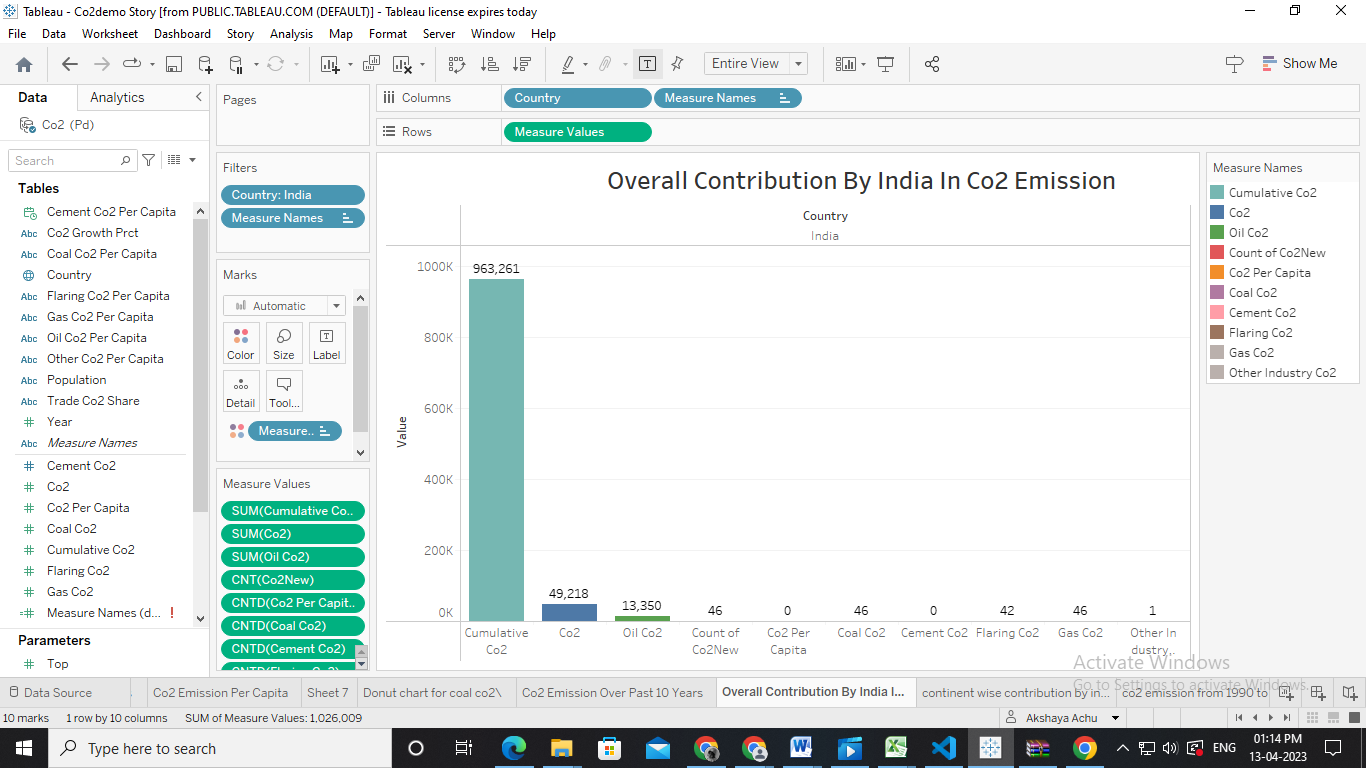 Tableau - Co2demo Story [from PUBLIC.TABLEAU.COM (DEFAULT)] - Tableau license expires today
File Data Worksheet Dashboard Story Analysis Map Format Server Window Help
Entire View
Show Me
Data Analytics
Co2 (Pd)
Search
Tables
Cement Co2 Per Capita
Abc Co2 Growth Prct
Abc Coal Co2 Per Capita
Country
Abc Flaring Co2 Per Capita
Abc Gas Co2 Per Capita
Abc Oil Co2 Per Capita
Abc Other Co2 Per Capita
Abc Population
Abc Trade Co2 Share
Year
Abc Measure Names
Cement Co2
Co2
Co2 Per Capita
Coal Co2
Cumulative Co2
Flaring Co2
Gas Co2
Measure Names (d... !
Parameters
Top
Pages
Filters
Country: India
Measure Names
Marks
Automatic
Color Size Label
Detail Tool...
Measure..
Measure Values
SUM(Cumulative Co..
SUM(Co2)
SUM(Oil Co2)
CNT(Co2New)
CNTD(Co2 Per Capit..
CNTD(Coal Co2)
CNTD(Cement Co2)
Columns Country Measure Names
Rows Measure Values
Overall Contribution By India In Co2 Emission
Country
India
Value
1000K
800K
600K
400K
200K
0K
963,261
49,218
13,350
46
0
46
0
42
46
1
Cumulative Co2
Co2
Oil Co2
Count of Co2New
Co2 Per Capita
Coal Co2
Cement Co2
Flaring Co2
Gas Co2
Other In dustry..
Measure Names
Cumulative Co2
Co2
Oil Co2
Count of Co2New
Co2 Per Capita
Coal Co2
Cement Co2
Flaring Co2
Gas Co2
Other Industry Co2
Activate Windows
Go to Settings to activate Windows.
Data Source Co2 Emission Per Capita Sheet 7 Donut chart for coal co2\ Co2 Emission Over Past 10 Years Overall Contribution By India I... continent wise contribution by in... co2 emission from 1990 to
10 marks 1 row by 10 columns SUM of Measure Values: 1,026,009
Akshaya Achu
Type here to search
ENG
01:14 PM
13-04-2023